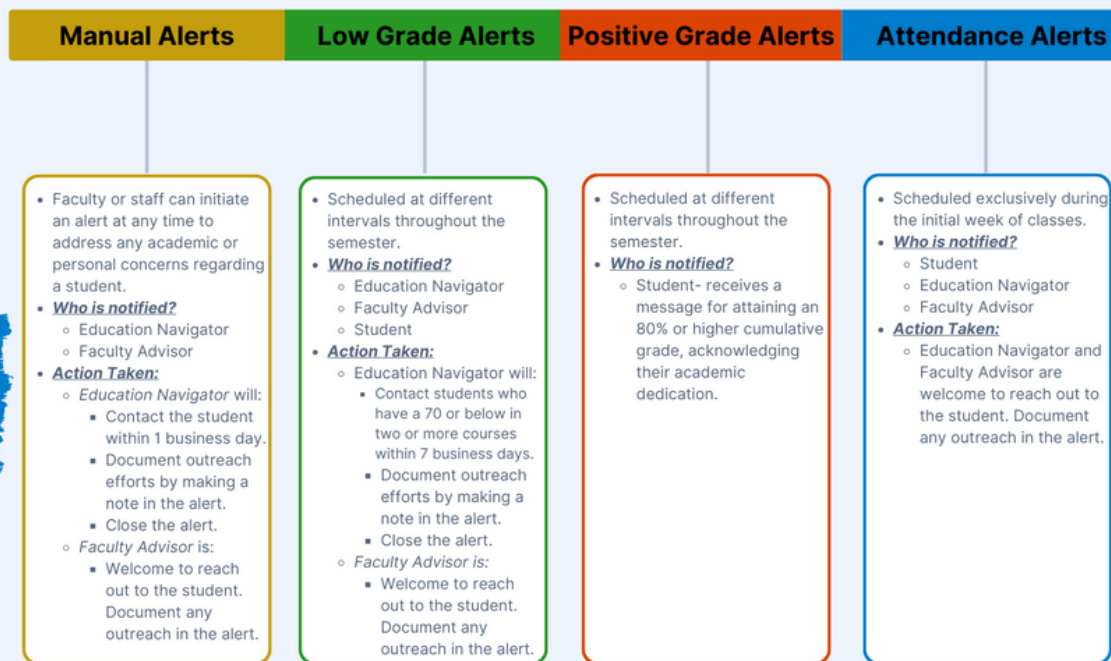 Manual Alerts
Low Grade Alerts
Positive Grade Alerts
Attendance Alerts
• Faculty or staff can initiate
an alert at any time to
address any academic or
personal concerns regarding
a student.
• Who is notified?
◦ Education Navigator
◦ Faculty Advisor
• Action Taken:
◦ Education Navigator will:
▪ Contact the student
within 1 business day.
▪ Document outreach
efforts by making a
note in the alert.
▪ Close the alert.
◦ Faculty Advisor is:
▪ Welcome to reach
out to the student.
Document any
outreach in the alert.
• Scheduled at different
intervals throughout the
semester.
• Who is notified?
◦ Education Navigator
◦ Faculty Advisor
◦ Student
• Action Taken:
◦ Education Navigator will:
▪ Contact students who
have a 70 or below in
two or more courses
within 7 business days.
▪ Document outreach
efforts by making a
note in the alert.
▪ Close the alert.
◦ Faculty Advisor is:
▪ Welcome to reach
out to the student.
Document any
outreach in the alert.
• Scheduled at different
intervals throughout the
semester.
• Who is notified?
◦ Student- receives a
message for attaining an
80% or higher cumulative
grade, acknowledging
their academic
dedication.
• Scheduled exclusively during
the initial week of classes.
• Who is notified?
◦ Student
◦ Education Navigator
◦ Faculty Advisor
• Action Taken:
◦ Education Navigator and
Faculty Advisor are
welcome to reach out to
the student. Document
any outreach in the alert.